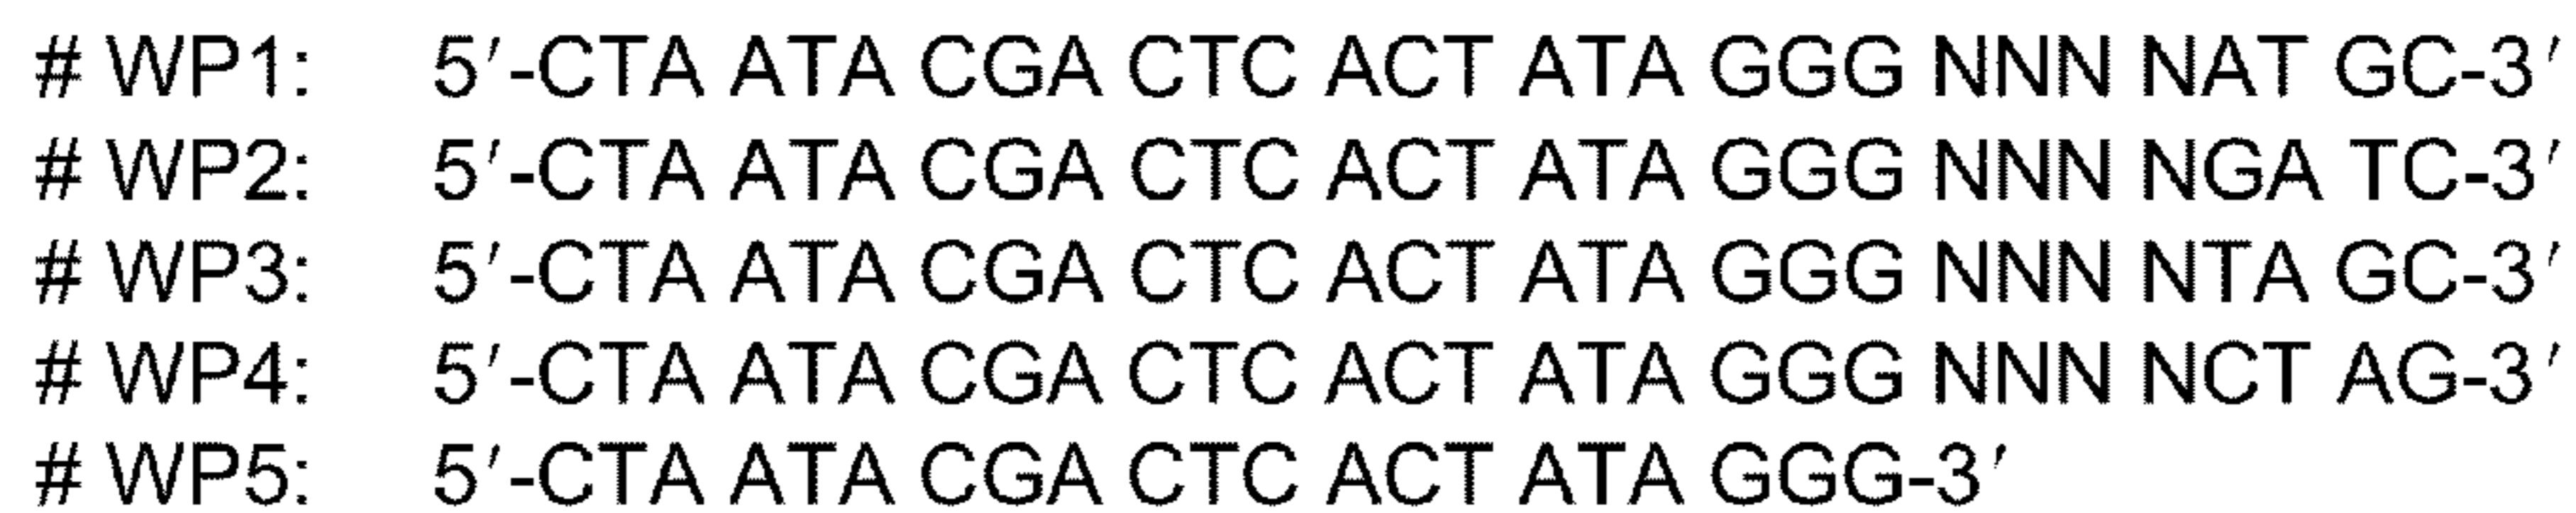 # WP1: 5′-CTA ATA CGA CTC ACT ATA GGG NNN NAT GC-3′
# WP2: 5′-CTA ATA CGA CTC ACT ATA GGG NNN NGA TC-3′
# WP3: 5′-CTA ATA CGA CTC ACT ATA GGG NNN NTA GC-3′
# WP4: 5′-CTA ATA CGA CTC ACT ATA GGG NNN NCT AG-3′
# WP5: 5′-CTA ATA CGA CTC ACT ATA GGG-3′